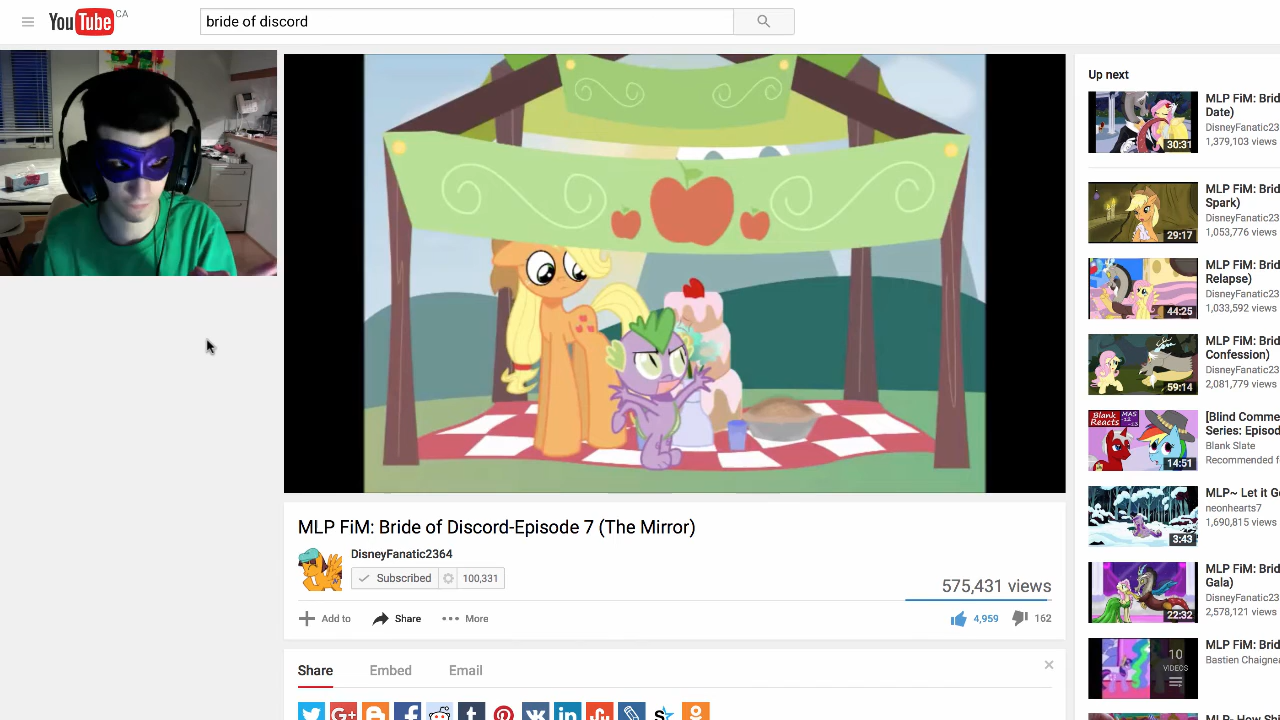 YouTube CA
bride of discord
Up next
MLP FiM: Brid
Date)
DisneyFanatic23
1,379,103 views
30:31
MLP FiM: Brid
Spark)
DisneyFanatic23
1,053,776 views
29:17
MLP FiM: Brid
Relapse)
DisneyFanatic23
1,033,592 views
44:25
MLP FiM: Brid
Confession)
DisneyFanatic23
2,081,779 views
59:14
Blank
Reacts
MAS
-12
-13
[Blind Comme
Series: Episod
Blank Slate
Recommended f
14:51
MLP~ Let it Go
neonhearts7
1,690,815 views
3:43
MLP FiM: Brid
Gala)
DisneyFanatic23
2,578,121 views
22:32
MLP FiM: Brid
Bastien Chaigne
10
VIDEOS
MLP FiM: Bride of Discord-Episode 7 (The Mirror)
DisneyFanatic2364
Subscribed 100,331
575,431 views
Add to Share More
4,959 162
Share Embed Email